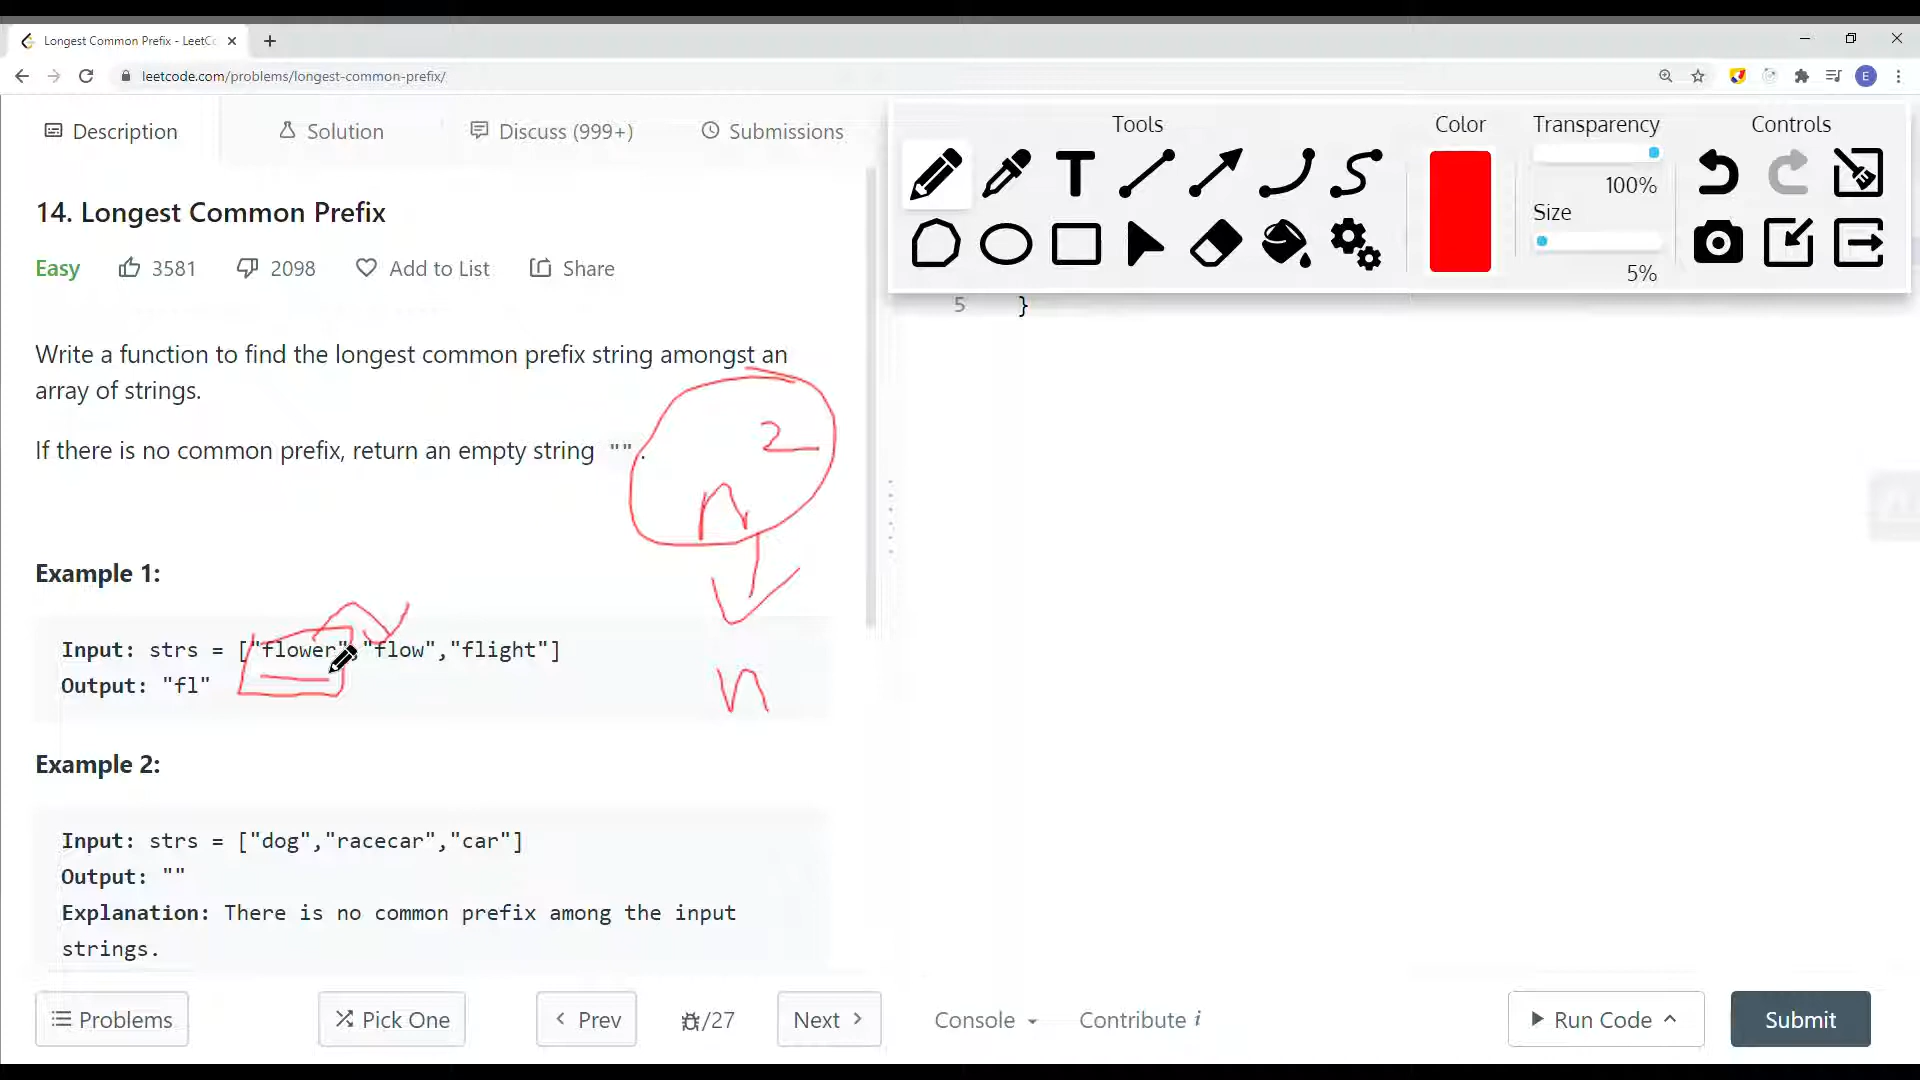 Longest Common Prefix - LeetCo
leetcode.com/problems/longest-common-prefix/
E
Description
Solution
Discuss (999+)
Submissions
Tools
Color
Transparency
Controls
100%
Size
5%
14. Longest Common Prefix
Easy
3581
2098
Add to List
Share
5 }
Write a function to find the longest common prefix string amongst an
array of strings.
If there is no common prefix, return an empty string "".
2
n
n
Example 1:
Input: strs = ["flower","flow","flight"]
Output: "fl"
Example 2:
Input: strs = ["dog","racecar","car"]
Output: ""
Explanation: There is no common prefix among the input
strings.
Problems
Pick One
Prev
/27
Next
Console
Contribute i
Run Code
Submit